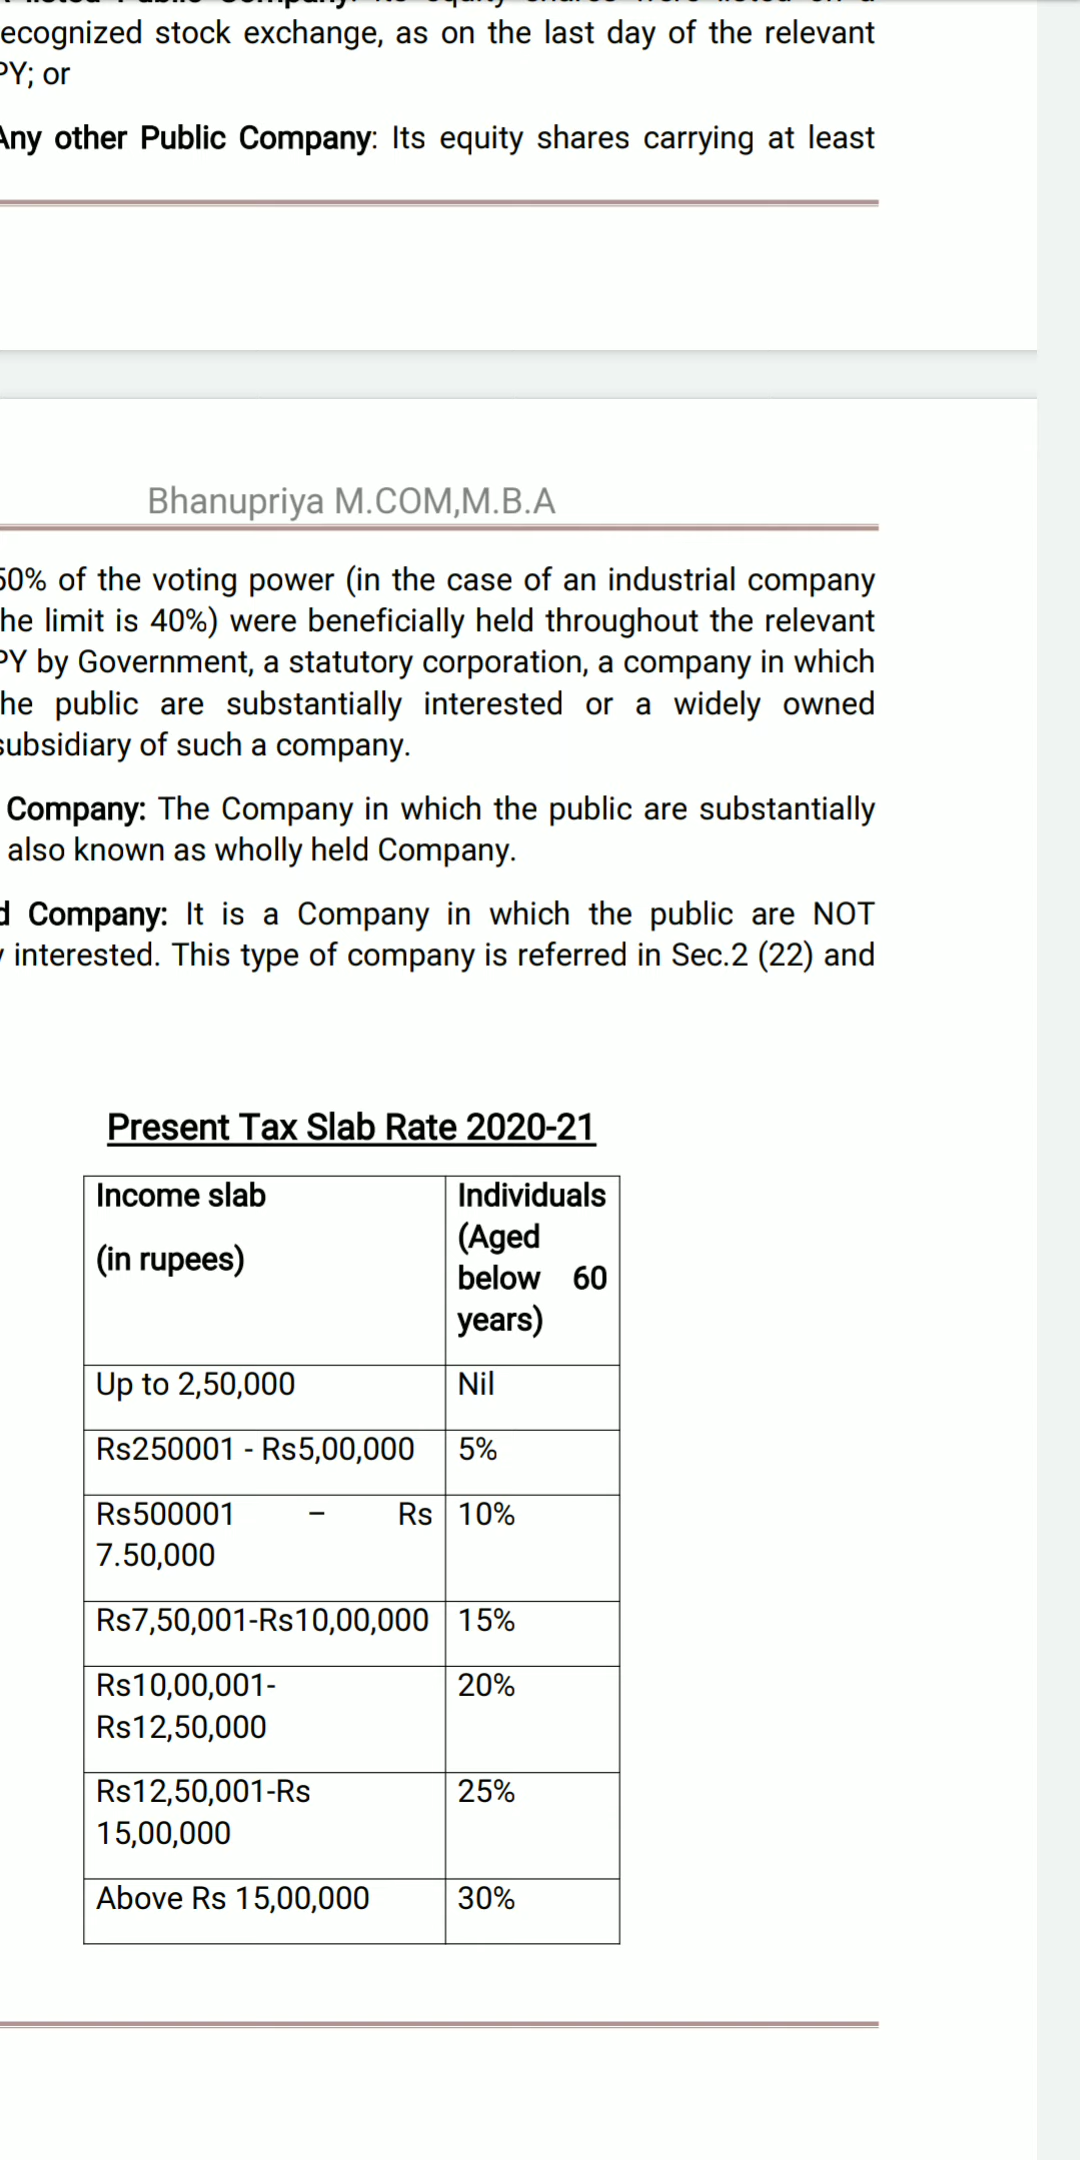 recognized stock exchange, as on the last day of the relevant
PY; or
Any other Public Company: Its equity shares carrying at least
Bhanupriya M.COM,M.B.A
50% of the voting power (in the case of an industrial company
he limit is 40%) were beneficially held throughout the relevant
PY by Government, a statutory corporation, a company in which
he public are substantially interested or a widely owned
subsidiary of such a company.
Company: The Company in which the public are substantially
also known as wholly held Company.
d Company: It is a Company in which the public are NOT
y interested. This type of company is referred in Sec.2 (22) and
Present Tax Slab Rate 2020-21
Income slab
(in rupees)
Individuals
(Aged
below 60
years)
Up to 2,50,000
Nil
Rs250001 - Rs5,00,000
5%
Rs500001 – Rs
7.50,000
10%
Rs7,50,001-Rs10,00,000
15%
Rs10,00,001-
Rs12,50,000
20%
Rs12,50,001-Rs
15,00,000
25%
Above Rs 15,00,000
30%